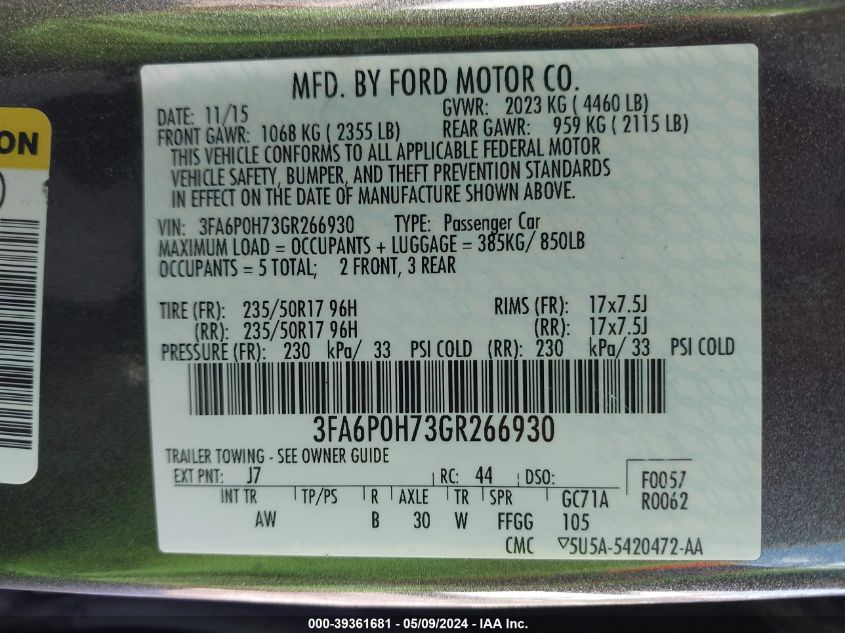 MFD. BY FORD MOTOR CO.
DATE: 11/15 GVWR: 2023 KG ( 4460 LB)
FRONT GAWR: 1068 KG ( 2355 LB) REAR GAWR: 959 KG ( 2115 LB)
THIS VEHICLE CONFORMS TO ALL APPLICABLE FEDERAL MOTOR
VEHICLE SAFETY, BUMPER, AND THEFT PREVENTION STANDARDS
IN EFFECT ON THE DATE OF MANUFACTURE SHOWN ABOVE.
VIN: 3FA6P0H73GR266930 TYPE: Passenger Car
MAXIMUM LOAD = OCCUPANTS + LUGGAGE = 385KG/ 850LB
OCCUPANTS = 5 TOTAL; 2 FRONT, 3 REAR
TIRE (FR): 235/50R17 96H RIMS (FR): 17x7.5J
(RR): 235/50R17 96H (RR): 17x7.5J
PRESSURE (FR): 230 kPa/ 33 PSI COLD (RR): 230 kPa/ 33 PSI COLD
3FA6P0H73GR266930
TRAILER TOWING - SEE OWNER GUIDE
EXT PNT: J7 RC: 44 DSO: F0057
R0062
INT TR TP/PS R AXLE TR SPR GC71A
AW B 30 W FFGG 105
CMC ▽5U5A-5420472-AA
ON
000-39361681 - 05/09/2024 - IAA Inc.